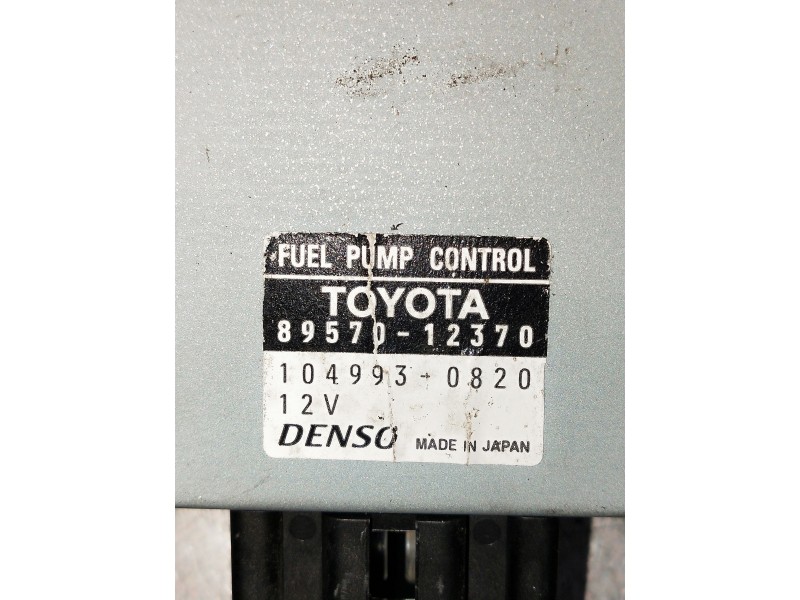 FUEL PUMP CONTROL
TOYOTA
89570-12370
104993-0820
12V
DENSO MADE IN JAPAN